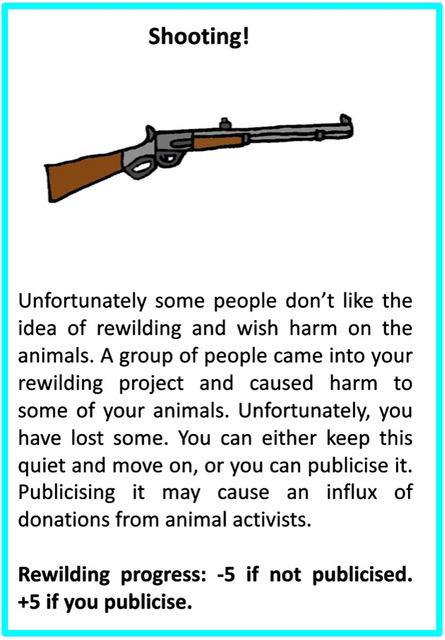 Shooting!
Unfortunately some people don’t like the
idea of rewilding and wish harm on the
animals. A group of people came into your
rewilding project and caused harm to
some of your animals. Unfortunately, you
have lost some. You can either keep this
quiet and move on, or you can publicise it.
Publicising it may cause an influx of
donations from animal activists.
Rewilding progress: -5 if not publicised.
+5 if you publicise.